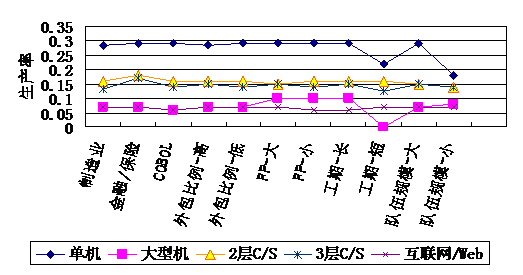 0.35
0.3
0.25
0.2
0.15
0.1
0.05
0
生产率
制造业
金融/保险
COBOL
外包比例-高
外包比例-低
FP-大
FP-小
工期-长
工期-短
队伍规模-大
队伍规模-小
单机 大型机 2层C/S 3层C/S 互联网/Web